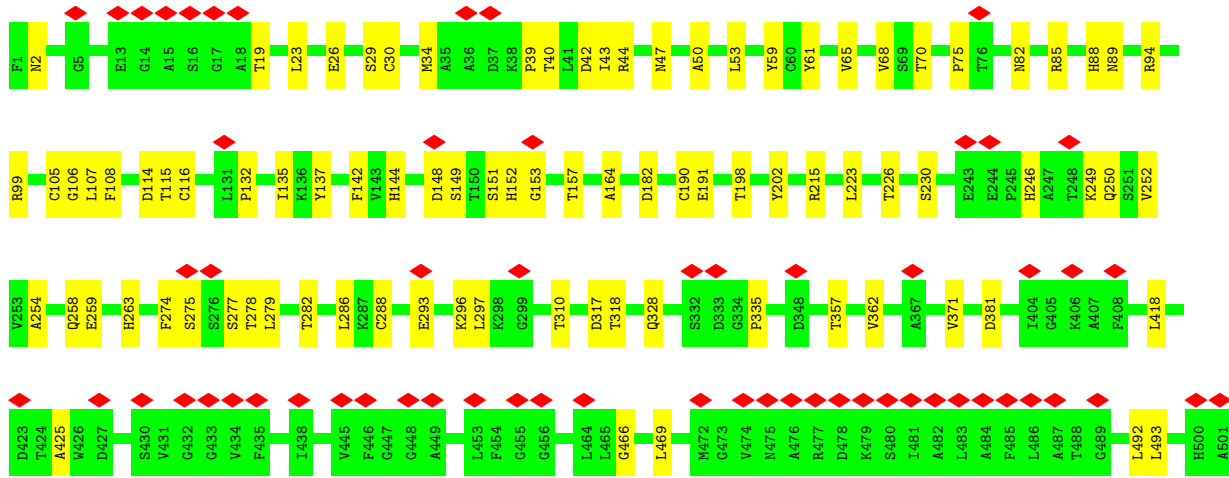 F1 N2 G5 E13 G14 A15 S16 G17 A18 T19 L23 E26 S29 C30 M34 A35 A36 D37 K38 P39 T40 L41 D42 I43 R44 N47 A50 L53 Y59 C60 Y61 V65 V68 S69 T70 P75 T76 N82 R85 H88 N89 R94
R99 C105 G106 L107 F108 D114 T115 C116 L131 P132 I135 K136 Y137 F142 V143 H144 D148 S149 T150 S151 H152 G153 T157 A164 D182 C190 E191 T198 Y202 R215 L223 T226 S230 E243 E244 P245 H246 A247 T248 K249 Q250 S251 V252
V253 A254 Q258 E259 H263 F274 S275 S276 S277 T278 L279 T282 L286 K287 C288 E293 K296 L297 K298 G299 T310 D317 T318 Q328 S332 D333 G334 P335 D348 T357 V362 A367 V371 D381 I404 G405 K406 A407 F408 L418
D423 T424 A425 W426 D427 S430 V431 G432 G433 V434 F435 I438 V445 F446 G447 G448 A449 L453 F454 G455 G456 L464 L465 G466 L469 M472 G473 V474 N475 A476 R477 D478 K479 S480 I481 A482 L483 A484 F485 L486 A487 T488 G489 L492 L493 H500 A501